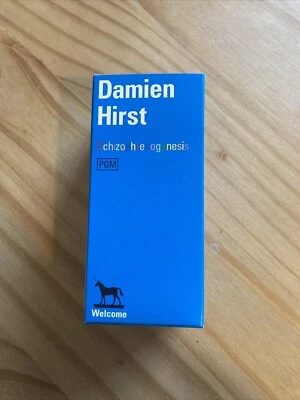 Damien
Hirst
Schizophrenogenesis
POM
Welcome